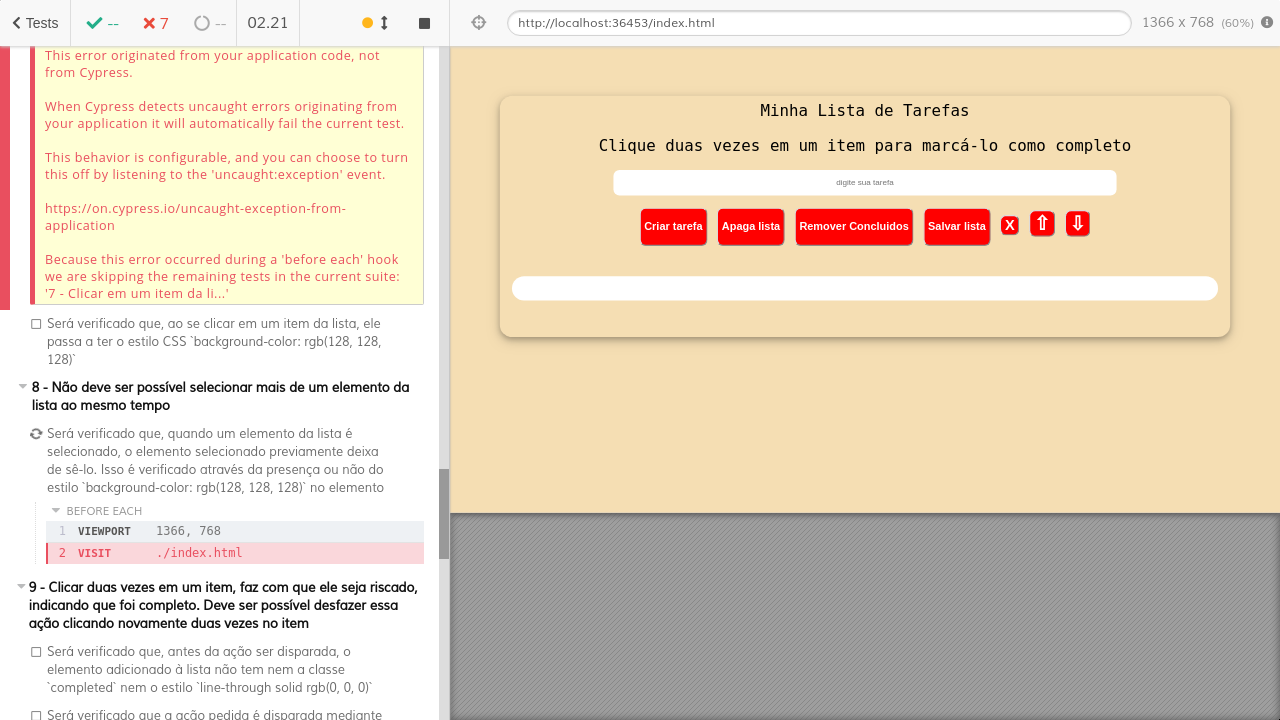 Tests
--
7
--
02.21
http://localhost:36453/index.html
1366 x 768 (60%)
This error originated from your application code, not
from Cypress.
When Cypress detects uncaught errors originating from
your application it will automatically fail the current test.
This behavior is configurable, and you can choose to turn
this off by listening to the 'uncaught:exception' event.
https://on.cypress.io/uncaught-exception-from-
application
Because this error occurred during a 'before each' hook
we are skipping the remaining tests in the current suite:
'7 - Clicar em um item da li...'
Será verificado que, ao se clicar em um item da lista, ele
passa a ter o estilo CSS `background-color: rgb(128, 128,
128)`
8 - Não deve ser possível selecionar mais de um elemento da
lista ao mesmo tempo
Será verificado que, quando um elemento da lista é
selecionado, o elemento selecionado previamente deixa
de sê-lo. Isso é verificado através da presença ou não do
estilo `background-color: rgb(128, 128, 128)` no elemento
BEFORE EACH
1 VIEWPORT 1366, 768
2 VISIT ./index.html
9 - Clicar duas vezes em um item, faz com que ele seja riscado,
indicando que foi completo. Deve ser possível desfazer essa
ação clicando novamente duas vezes no item
Será verificado que, antes da ação ser disparada, o
elemento adicionado à lista não tem nem a classe
`completed` nem o estilo `line-through solid rgb(0, 0, 0)`
Será verificado que a ação pedida é disparada mediante
Minha Lista de Tarefas
Clique duas vezes em um item para marcá-lo como completo
digite sua tarefa
Criar tarefa Apaga lista Remover Concluidos Salvar lista X ⇧ ⇩